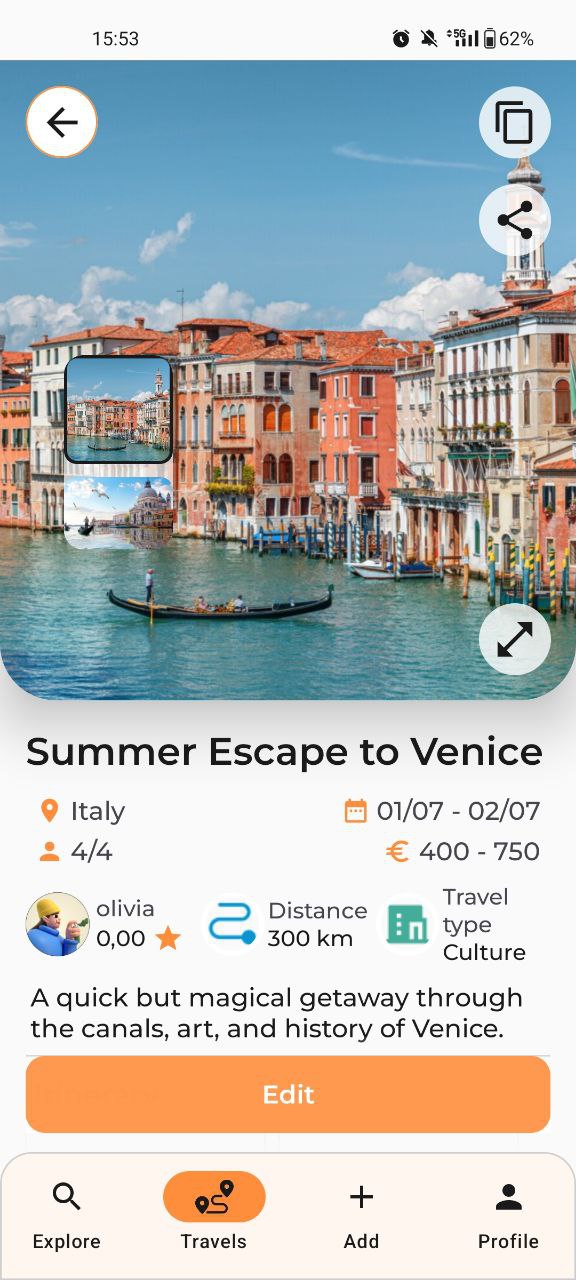 15:53
5G 62%
Summer Escape to Venice
Italy
01/07 - 02/07
4/4
€ 400 - 750
olivia
0,00
Distance
300 km
Travel
type
Culture
A quick but magical getaway through
the canals, art, and history of Venice.
Edit
Explore
Travels
Add
Profile